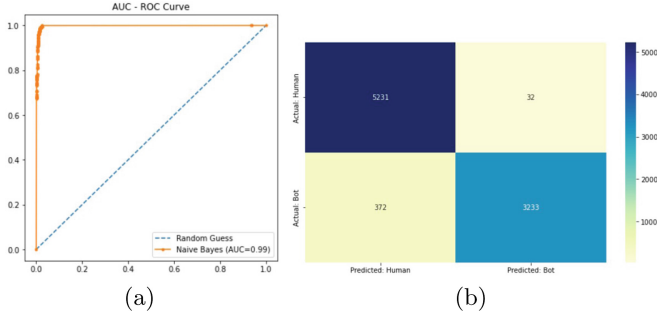 AUC - ROC Curve
1.0
0.8
0.6
0.4
0.2
0.0
0.0 0.2 0.4 0.6 0.8 1.0
Random Guess
Naive Bayes (AUC=0.99)
(a)
Actual: Human
Actual: Bot
5231 32
372 3233
Predicted: Human Predicted: Bot
5000
4000
3000
2000
1000
(b)